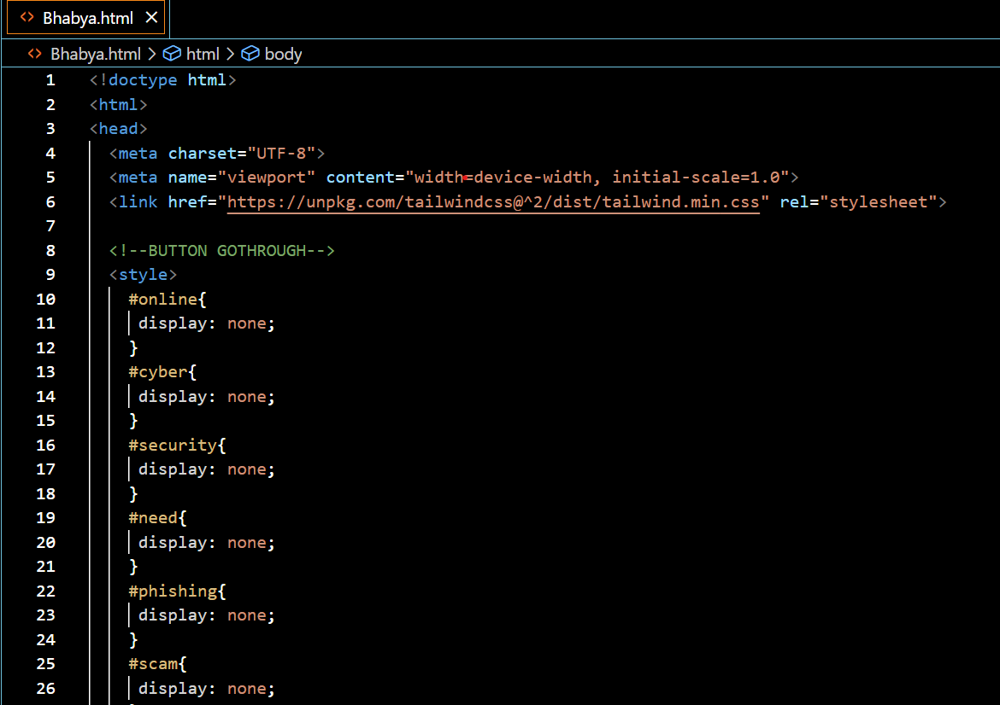 Bhabya.html
Bhabya.html > html > body
1 <!doctype html>
2 <html>
3 <head>
4 <meta charset="UTF-8">
5 <meta name="viewport" content="width=device-width, initial-scale=1.0">
6 <link href="https://unpkg.com/tailwindcss@^2/dist/tailwind.min.css" rel="stylesheet">
7
8 <!--BUTTON GOTHROUGH-->
9 <style>
10 #online{
11 display: none;
12 }
13 #cyber{
14 display: none;
15 }
16 #security{
17 display: none;
18 }
19 #need{
20 display: none;
21 }
22 #phishing{
23 display: none;
24 }
25 #scam{
26 display: none;